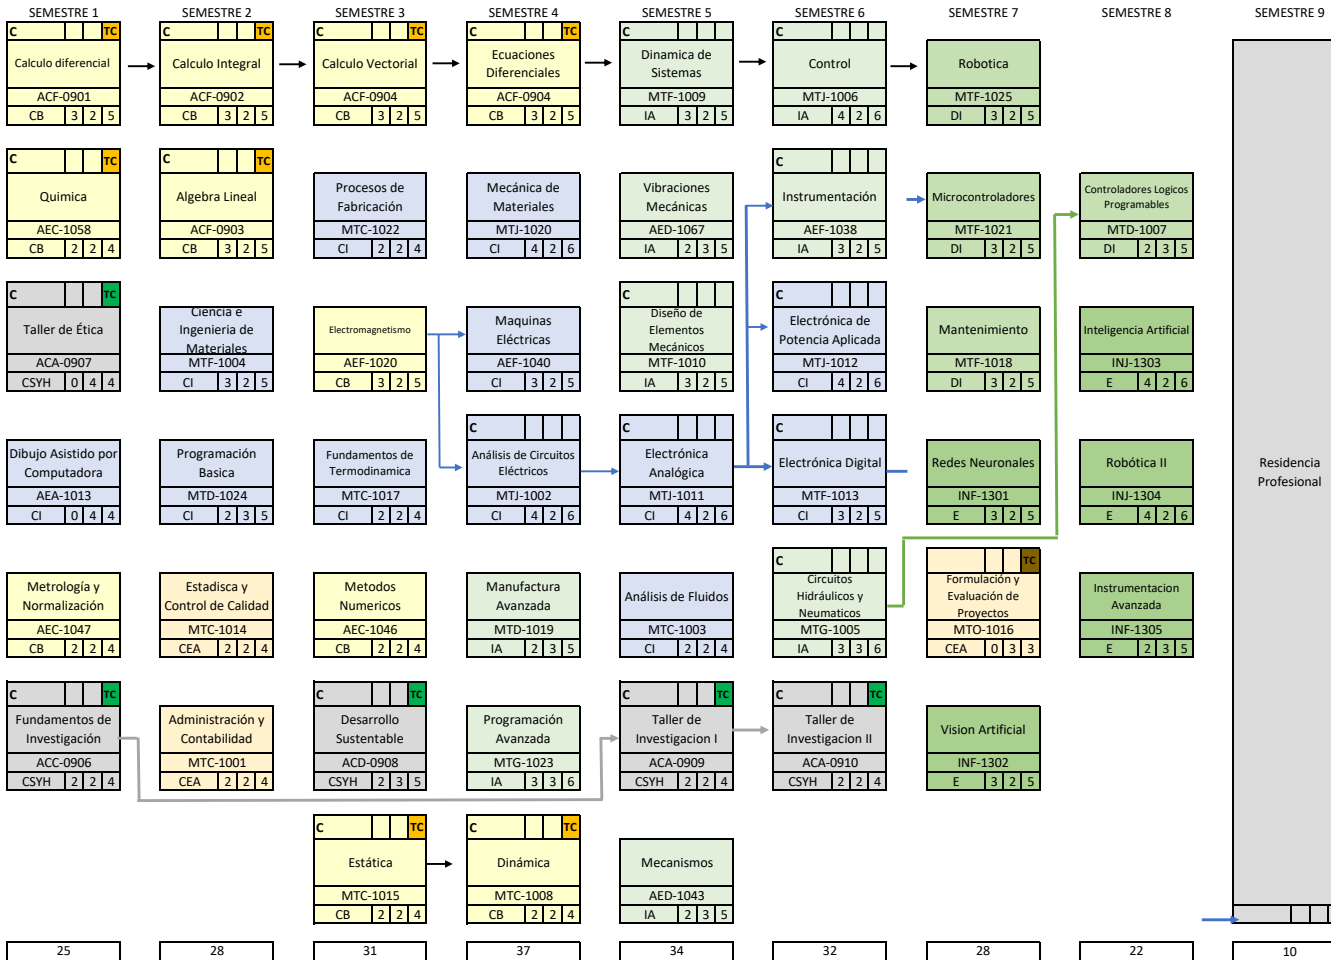 SEMESTRE 1 SEMESTRE 2 SEMESTRE 3 SEMESTRE 4 SEMESTRE 5 SEMESTRE 6 SEMESTRE 7 SEMESTRE 8 SEMESTRE 9
C TC C TC C TC C TC C C
Calculo diferencial
ACF-0901
CB 3 2 5
Calculo Integral
ACF-0902
CB 3 2 5
Calculo Vectorial
ACF-0904
CB 3 2 5
Ecuaciones
Diferenciales
ACF-0904
CB 3 2 5
Dinamica de
Sistemas
MTF-1009
IA 3 2 5
Control
MTJ-1006
IA 4 2 6
Robotica
MTF-1025
DI 3 2 5
C TC C TC C
Quimica
AEC-1058
CB 2 2 4
Algebra Lineal
ACF-0903
CB 3 2 5
Procesos de
Fabricación
MTC-1022
CI 2 2 4
Mecánica de
Materiales
MTJ-1020
CI 4 2 6
Vibraciones
Mecánicas
AED-1067
IA 2 3 5
Instrumentación
AEF-1038
IA 3 2 5
Microcontroladores
MTF-1021
DI 3 2 5
Controladores Logicos
Programables
MTD-1007
DI 2 3 5
C TC C C
Taller de Ética
ACA-0907
CSYH 0 4 4
Ciencia e
Ingenieria de
Materiales
MTF-1004
CI 3 2 5
Electromagnetismo
AEF-1020
CB 3 2 5
Maquinas
Eléctricas
AEF-1040
CI 3 2 5
Diseño de
Elementos
Mecánicos
MTF-1010
IA 3 2 5
Electrónica de
Potencia Aplicada
MTJ-1012
CI 4 2 6
Mantenimiento
MTF-1018
DI 3 2 5
Inteligencia Artificial
INJ-1303
E 4 2 6
C C C
Dibujo Asistido por
Computadora
AEA-1013
CI 0 4 4
Programación
Basica
MTD-1024
CI 2 3 5
Fundamentos de
Termodinamica
MTC-1017
CI 2 2 4
Análisis de Circuitos
Eléctricos
MTJ-1002
CI 4 2 6
Electrónica
Analógica
MTJ-1011
CI 4 2 6
Electrónica Digital
MTF-1013
CI 3 2 5
Redes Neuronales
INF-1301
E 3 2 5
Robótica II
INJ-1304
E 4 2 6
Residencia
Profesional
C TC
Metrología y
Normalización
AEC-1047
CB 2 2 4
Estadisca y
Control de Calidad
MTC-1014
CEA 2 2 4
Metodos
Numericos
AEC-1046
CB 2 2 4
Manufactura
Avanzada
MTD-1019
IA 2 3 5
Análisis de Fluidos
MTC-1003
CI 2 2 4
Circuitos
Hidráulicos y
Neumaticos
MTG-1005
IA 3 3 6
Formulación y
Evaluación de
Proyectos
MTO-1016
CEA 0 3 3
Instrumentacion
Avanzada
INF-1305
E 2 3 5
C TC C TC C TC C TC
Fundamentos de
Investigación
ACC-0906
CSYH 2 2 4
Administración y
Contabilidad
MTC-1001
CEA 2 2 4
Desarrollo
Sustentable
ACD-0908
CSYH 2 3 5
Programación
Avanzada
MTG-1023
IA 3 3 6
Taller de
Investigacion I
ACA-0909
CSYH 2 2 4
Taller de
Investigacion II
ACA-0910
CSYH 2 2 4
Vision Artificial
INF-1302
E 3 2 5
C TC C TC
Estática
MTC-1015
CB 2 2 4
Dinámica
MTC-1008
CB 2 2 4
Mecanismos
AED-1043
IA 2 3 5
25 28 31 37 34 32 28 22 10